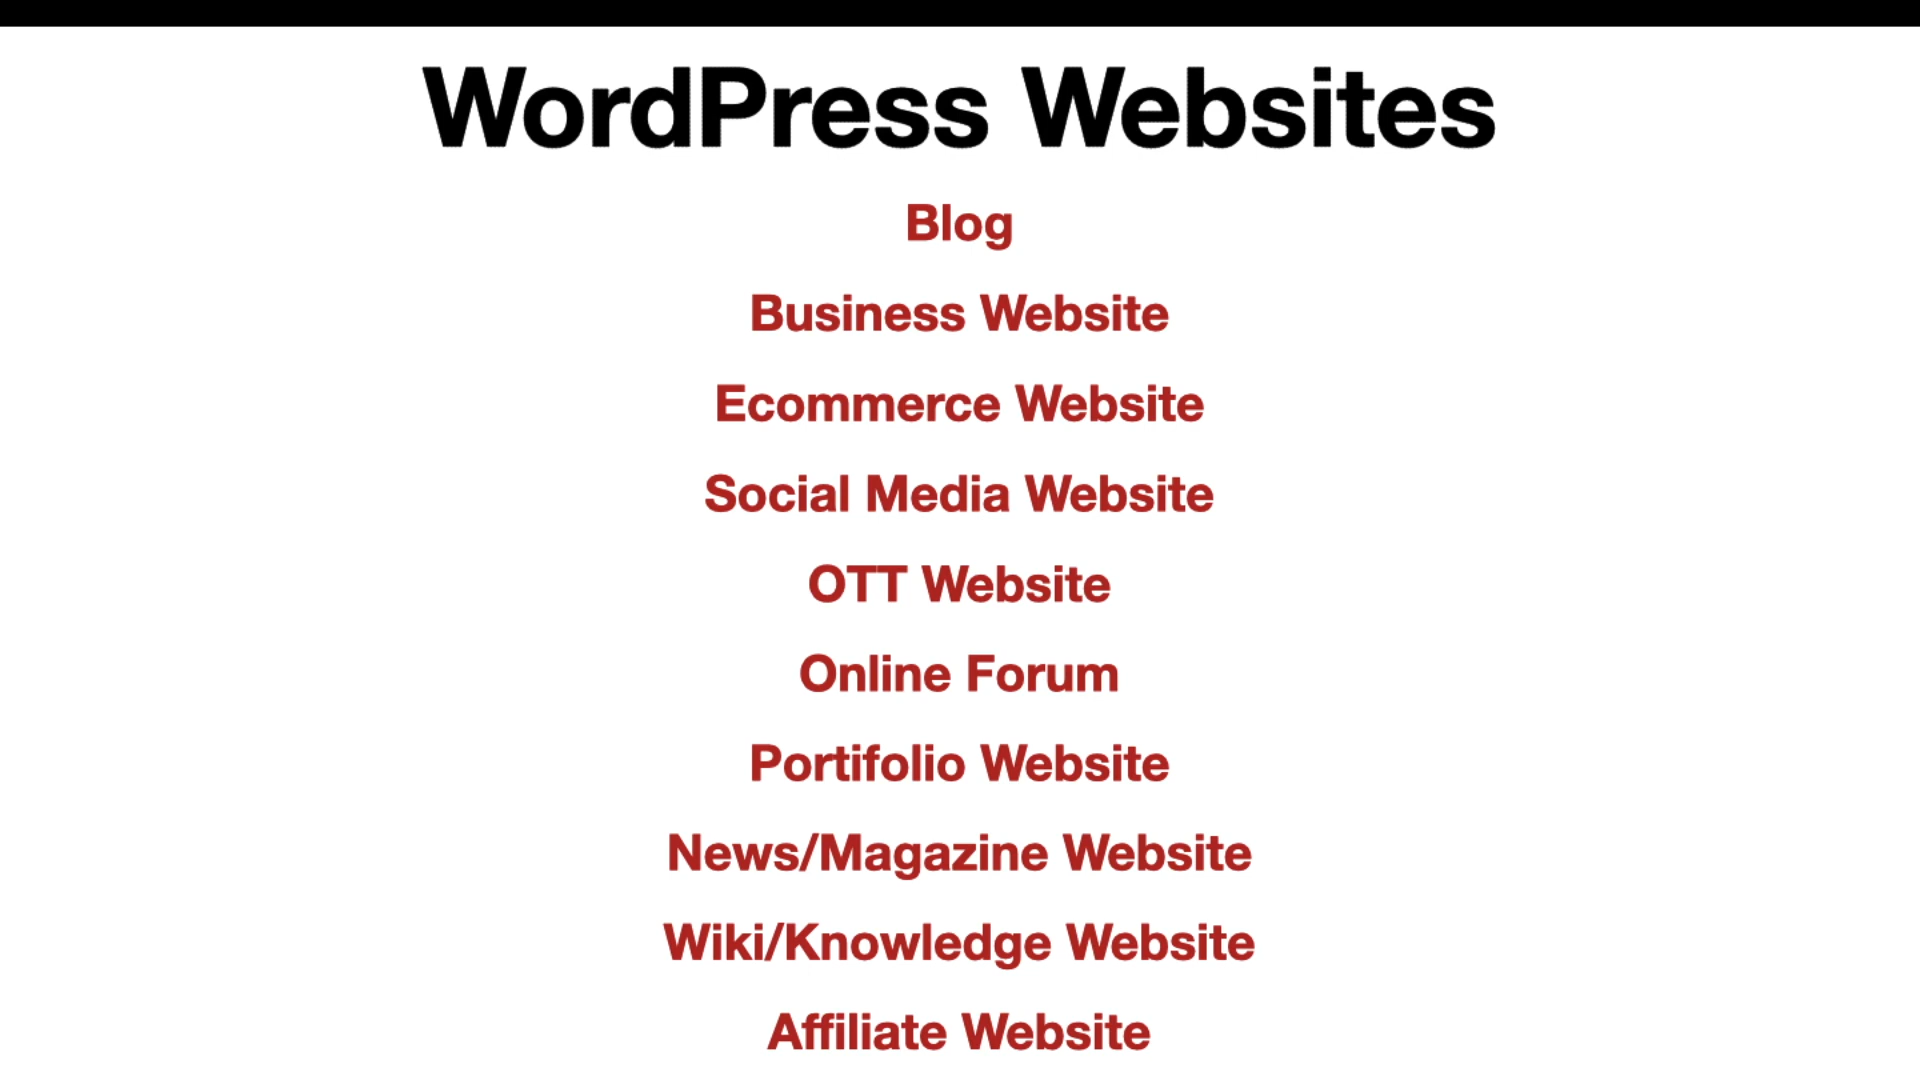 WordPress Websites
Blog
Business Website
Ecommerce Website
Social Media Website
OTT Website
Online Forum
Portifolio Website
News/Magazine Website
Wiki/Knowledge Website
Affiliate Website